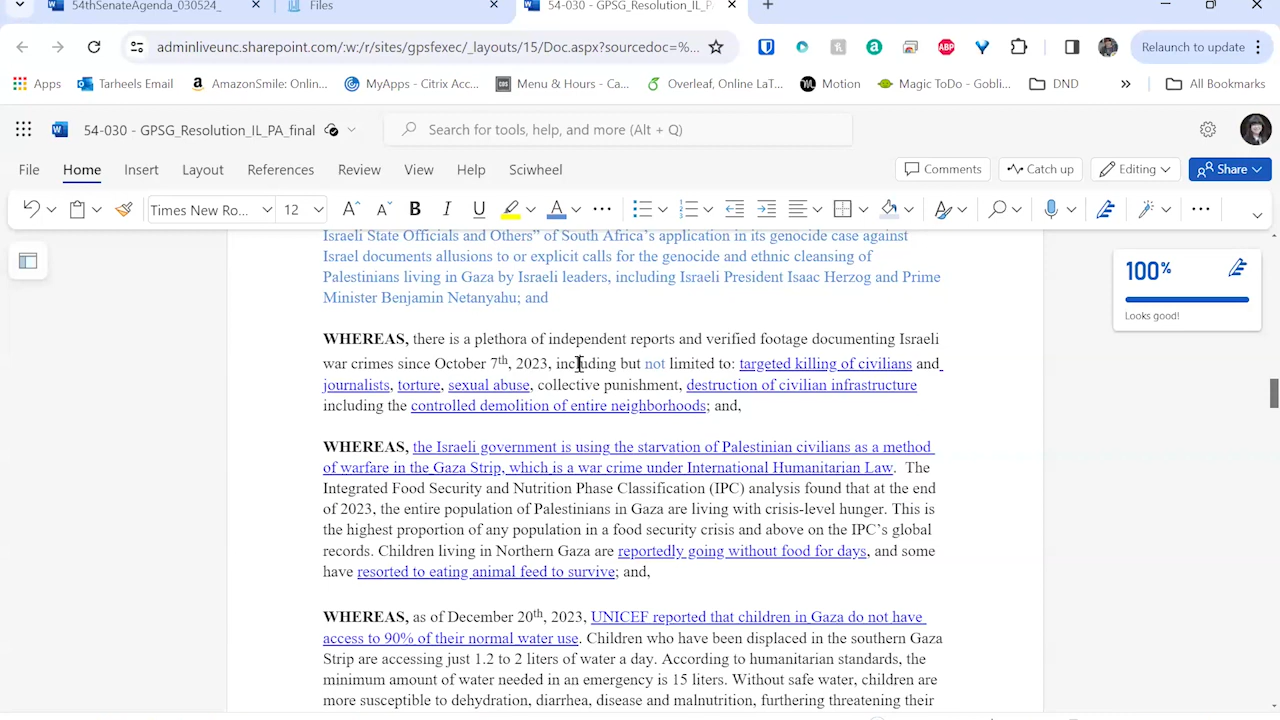 54thSenateAgenda_030524_
Files
54-030 - GPSG_Resolution_IL_P
adminliveunc.sharepoint.com/:w:/r/sites/gpsfexec/_layouts/15/Doc.aspx?sourcedoc=%...
ABP
Relaunch to update
Apps
Tarheels Email
AmazonSmile: Onlin...
MyApps - Citrix Acc...
Menu & Hours - Ca...
Overleaf, Online LaT...
Motion
Magic ToDo - Gobli...
DND
All Bookmarks
54-030 - GPSG_Resolution_IL_PA_final
Search for tools, help, and more (Alt + Q)
File
Home
Insert
Layout
References
Review
View
Help
Sciwheel
Comments
Catch up
Editing
Share
Times New Ro...
12
Israeli State Officials and Others” of South Africa’s application in its genocide case against
Israel documents allusions to or explicit calls for the genocide and ethnic cleansing of
Palestinians living in Gaza by Israeli leaders, including Israeli President Isaac Herzog and Prime
Minister Benjamin Netanyahu; and
WHEREAS, there is a plethora of independent reports and verified footage documenting Israeli
war crimes since October 7th, 2023, including but not limited to: targeted killing of civilians and
journalists, torture, sexual abuse, collective punishment, destruction of civilian infrastructure
including the controlled demolition of entire neighborhoods; and,
WHEREAS, the Israeli government is using the starvation of Palestinian civilians as a method
of warfare in the Gaza Strip, which is a war crime under International Humanitarian Law. The
Integrated Food Security and Nutrition Phase Classification (IPC) analysis found that at the end
of 2023, the entire population of Palestinians in Gaza are living with crisis-level hunger. This is
the highest proportion of any population in a food security crisis and above on the IPC’s global
records. Children living in Northern Gaza are reportedly going without food for days, and some
have resorted to eating animal feed to survive; and,
WHEREAS, as of December 20th, 2023, UNICEF reported that children in Gaza do not have
access to 90% of their normal water use. Children who have been displaced in the southern Gaza
Strip are accessing just 1.2 to 2 liters of water a day. According to humanitarian standards, the
minimum amount of water needed in an emergency is 15 liters. Without safe water, children are
more susceptible to dehydration, diarrhea, disease and malnutrition, furthering threatening their
100%
Looks good!